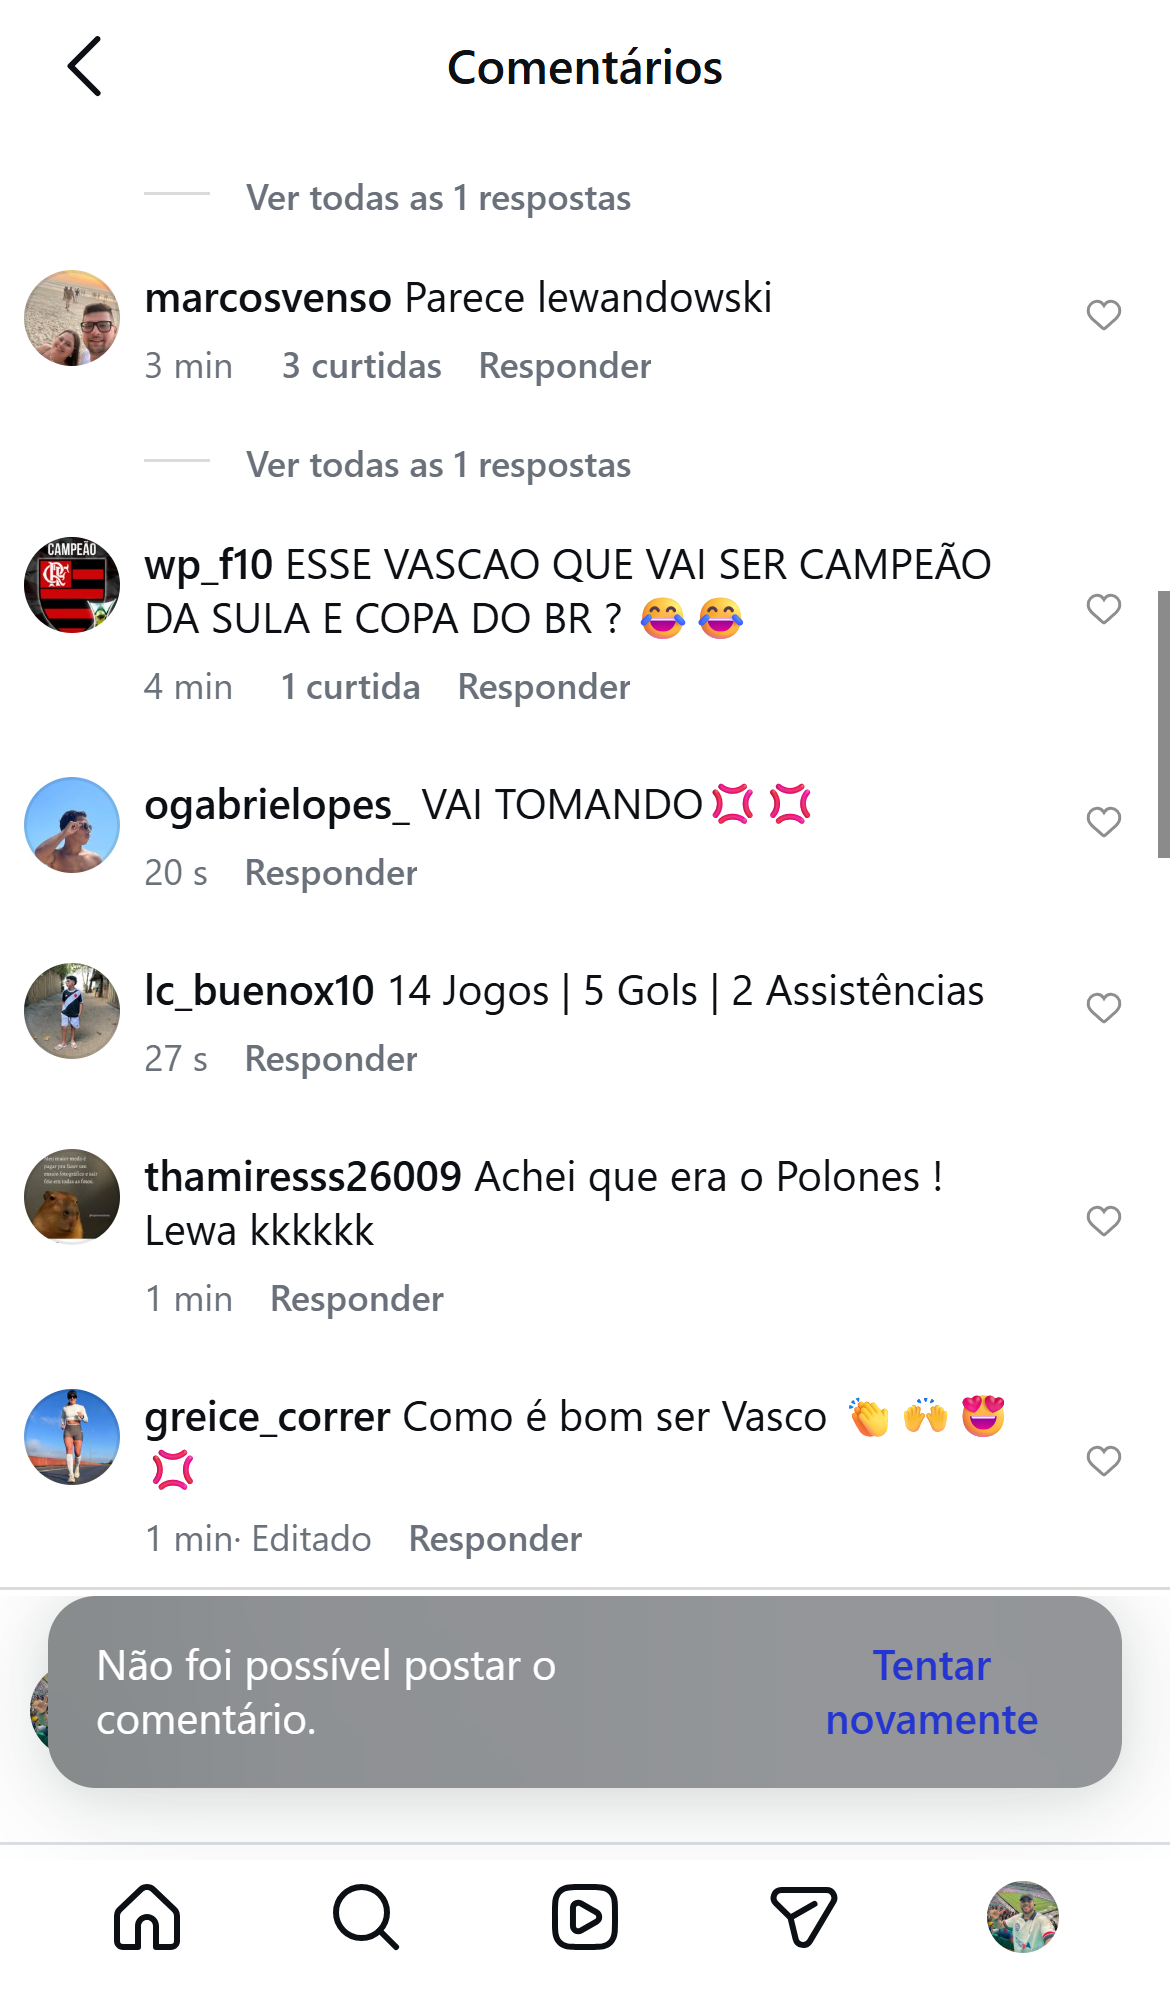 Comentários
Ver todas as 1 respostas
marcosvenso Parece lewandowski
3 min 3 curtidas Responder
Ver todas as 1 respostas
CAMPEÃO
wp_f10 ESSE VASCAO QUE VAI SER CAMPEÃO
DA SULA E COPA DO BR ? 😂 😂
4 min 1 curtida Responder
ogabrielopes_ VAI TOMANDO💢 💢
20 s Responder
lc_buenox10 14 Jogos | 5 Gols | 2 Assistências
27 s Responder
thamiresss26009 Achei que era o Polones !
Lewa kkkkkk
1 min Responder
greice_correr Como é bom ser Vasco 👏 🙌 😍
💢
1 min· Editado Responder
Não foi possível postar o
comentário.
Tentar
novamente